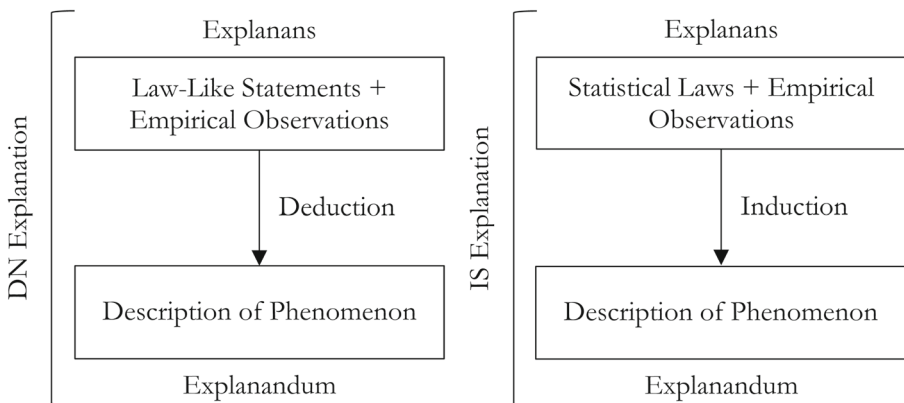 DN Explanation
Explanans
Law-Like Statements +
Empirical Observations
Deduction
Description of Phenomenon
Explanandum
IS Explanation
Explanans
Statistical Laws + Empirical
Observations
Induction
Description of Phenomenon
Explanandum